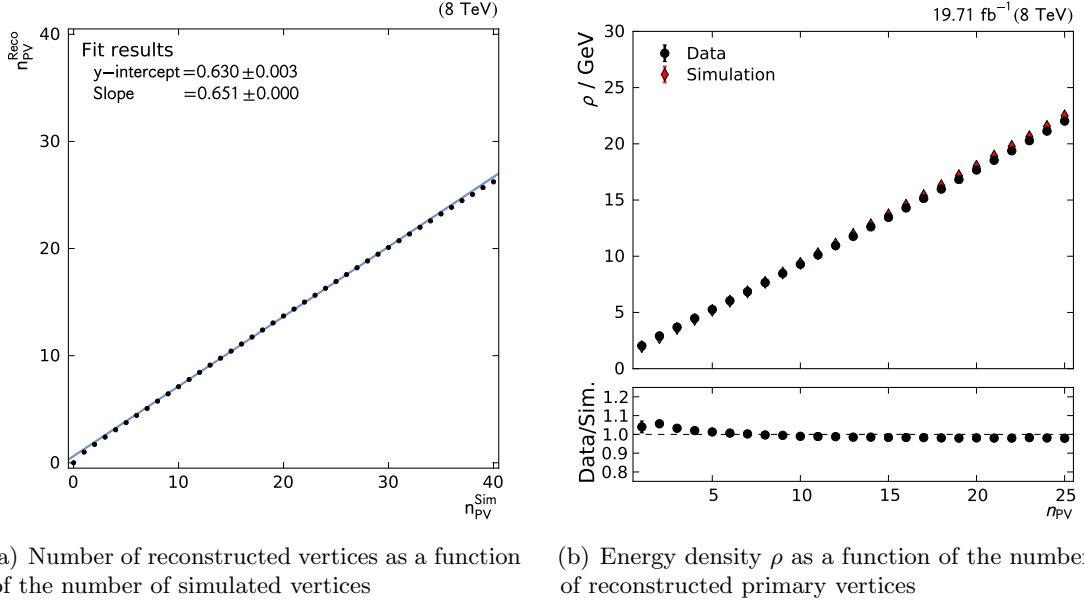 (8 TeV)
n_PV^Reco
Fit results
y−intercept=0.630±0.003
Slope =0.651±0.000
40
30
20
10
0
0 10 20 30 40
n_PV^Sim
a) Number of reconstructed vertices as a function
of the number of simulated vertices
19.71 fb⁻¹(8 TeV)
ρ / GeV
Data
Simulation
30
25
20
15
10
5
0
Data/Sim.
1.2
1.1
1.0
0.9
0.8
5 10 15 20 25
n_PV
(b) Energy density ρ as a function of the number
of reconstructed primary vertices